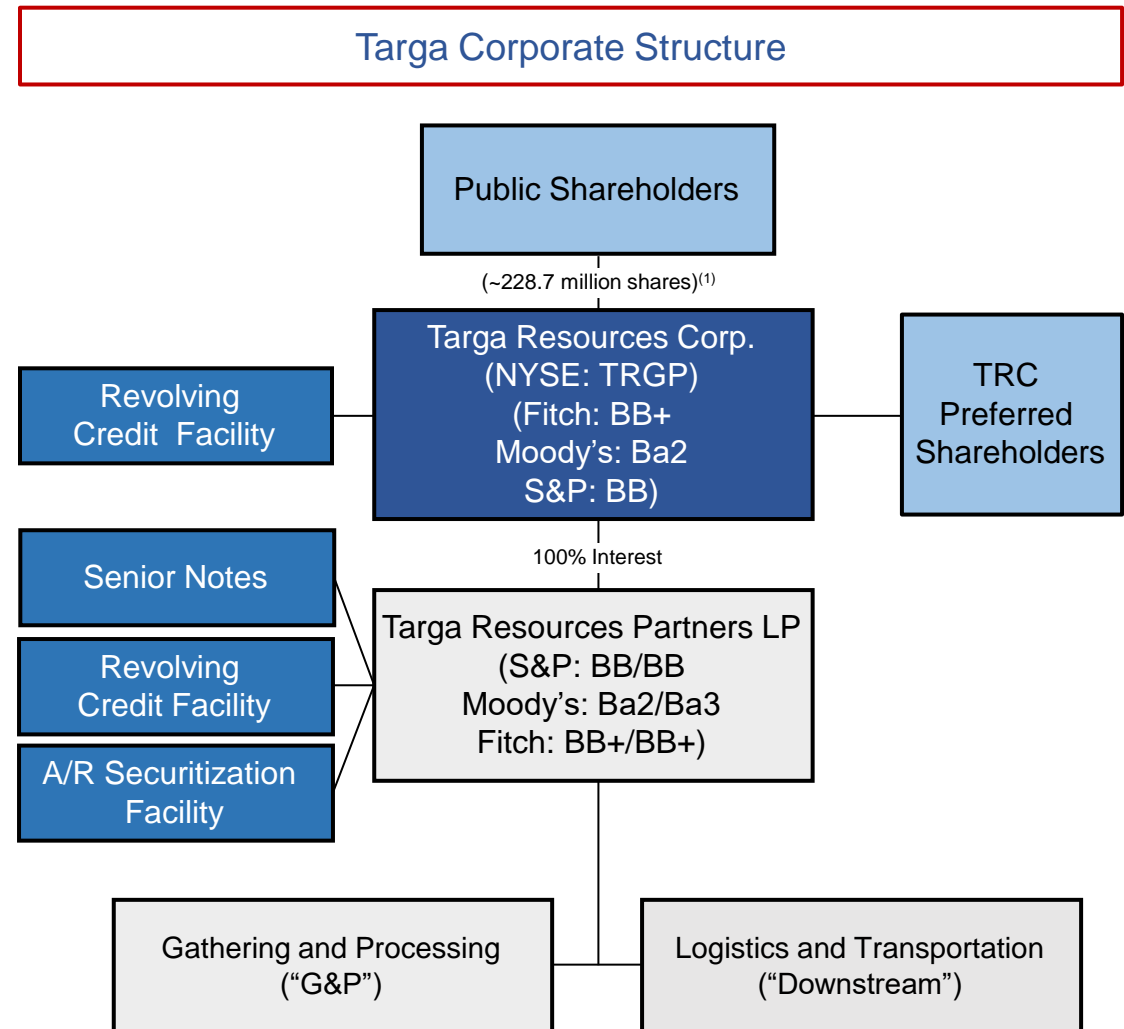 Targa Corporate Structure
Public Shareholders
(~228.7 million shares)(1)
Targa Resources Corp.
(NYSE: TRGP)
(Fitch: BB+
Moody’s: Ba2
S&P: BB)
Revolving
Credit Facility
TRC
Preferred
Shareholders
100% Interest
Senior Notes
Revolving
Credit Facility
A/R Securitization
Facility
Targa Resources Partners LP
(S&P: BB/BB
Moody’s: Ba2/Ba3
Fitch: BB+/BB+)
Gathering and Processing
(“G&P”)
Logistics and Transportation
(“Downstream”)